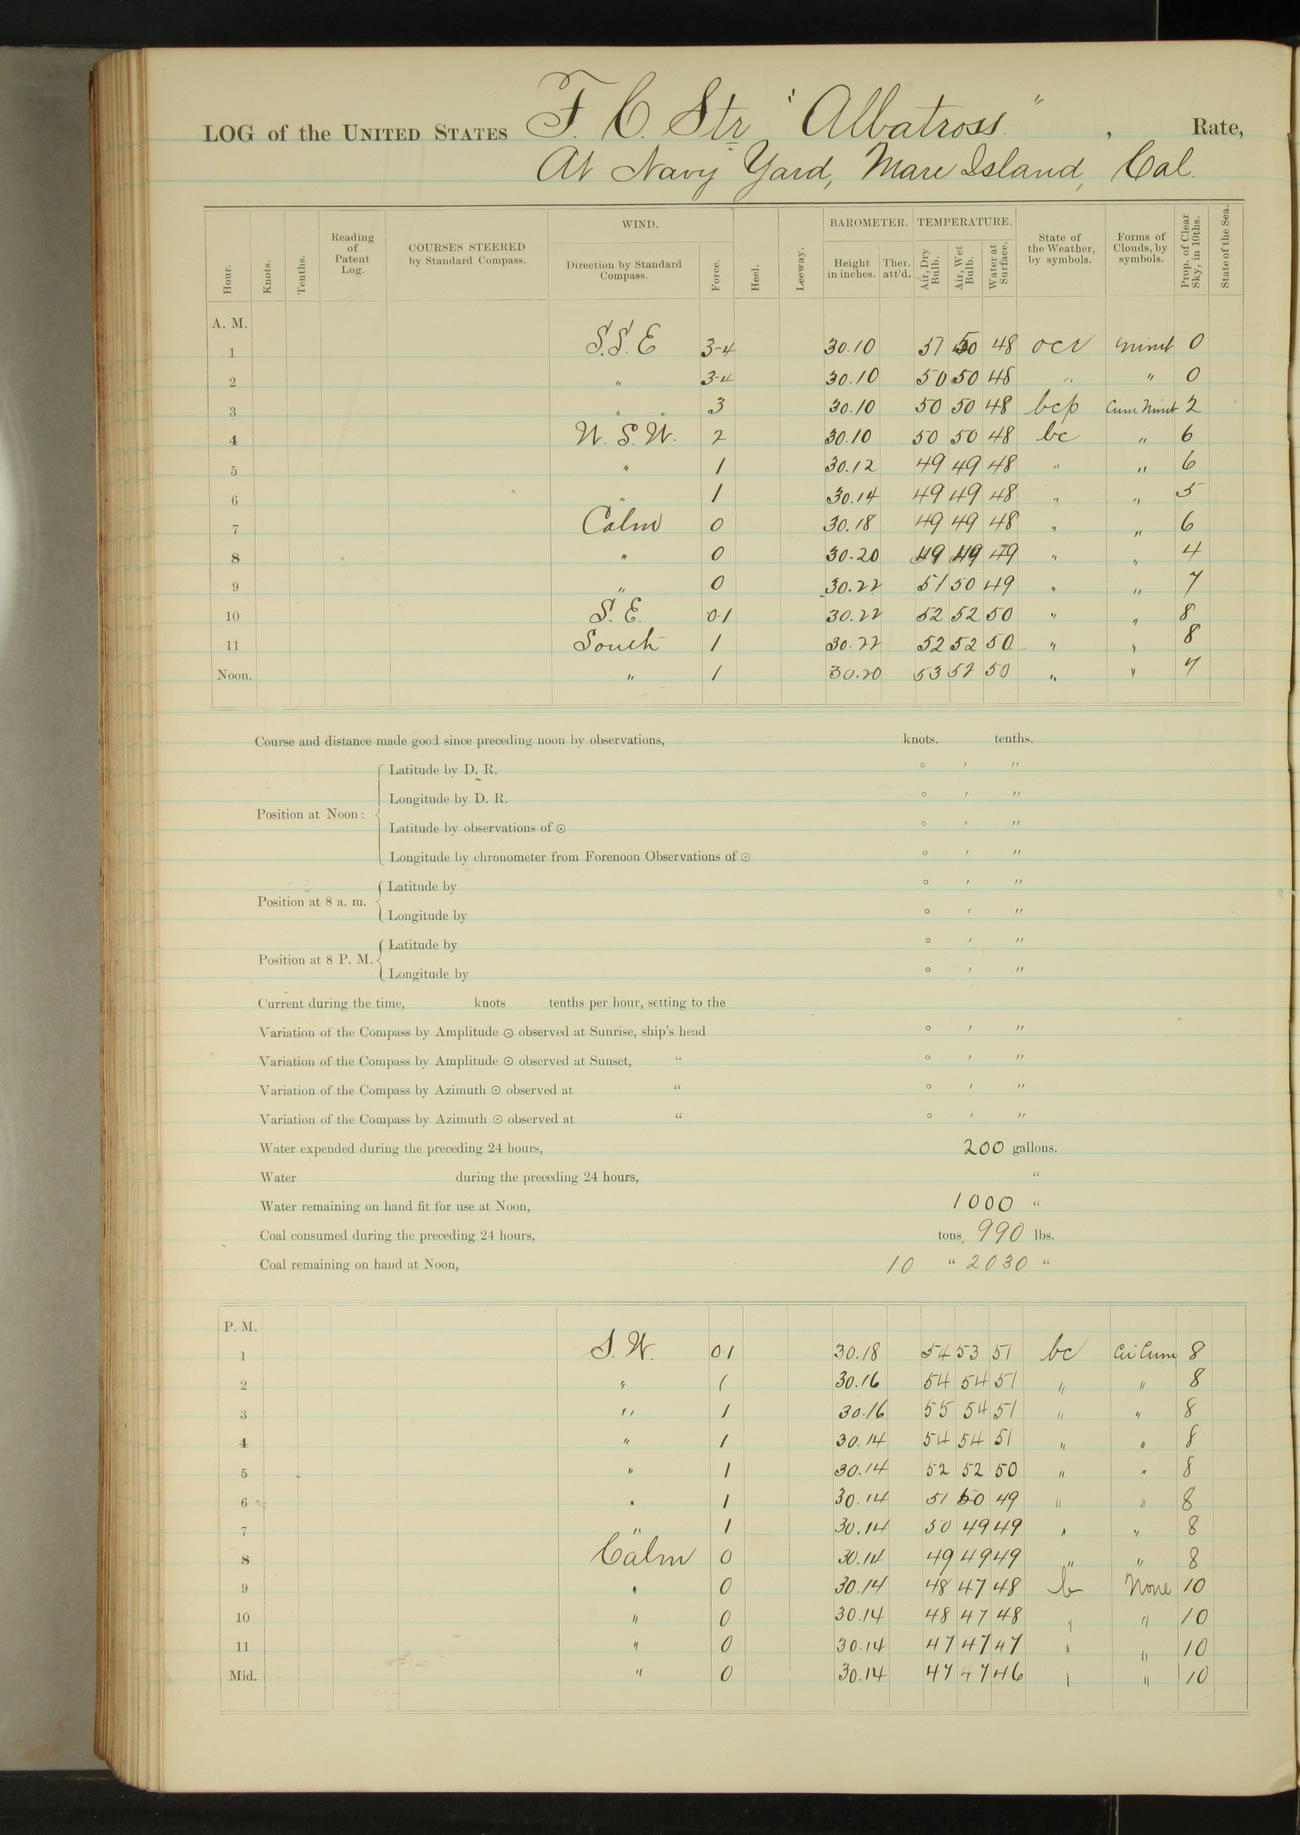 LOG of the UNITED STATES F. C. Str "Albatross", Rate,
At Navy Yard, Mare Island, Cal.
Hour. Knots. Tenths. Reading of Patent Log. COURSES STEERED by Standard Compass. WIND. Direction by Standard Compass. Force. Heel. Leeway. BAROMETER. Height in inches. Ther. att'd. TEMPERATURE. Air, Dry Bulb. Air, Wet Bulb. Water at Surface. State of the Weather, by symbols. Forms of Clouds, by symbols. Prop. of Clear Sky, in 10ths. State of the Sea.
A. M.
1 S.S.E 3-4 30.10 51 50 48 ocr Nimb 0
2 " 3-4 30.10 50 50 48 " " 0
3 " " 3 30.10 50 50 48 bcp Cum Nimb 2
4 W. S. W. 2 30.10 50 50 48 bc " 6
5 " 1 30.12 49 49 48 " " 6
6 " 1 30.14 49 49 48 " " 5
7 Calm 0 30.18 49 49 48 " " 6
8 " 0 30.20 49 49 49 " " 4
9 " 0 30.22 51 50 49 " " 7
10 S. E. 0-1 30.22 52 52 50 " " 8
11 South 1 30.22 52 52 50 " " 8
Noon. " 1 30.20 53 52 50 " " 7
Course and distance made good since preceding noon by observations, knots. tenths.
Position at Noon:
Latitude by D. R. ° ′ ″
Longitude by D. R. ° ′ ″
Latitude by observations of ☉ ° ′ ″
Longitude by chronometer from Forenoon Observations of ☉ ° ′ ″
Position at 8 a. m.
Latitude by ° ′ ″
Longitude by ° ′ ″
Position at 8 P. M.
Latitude by ° ′ ″
Longitude by ° ′ ″
Current during the time, knots tenths per hour, setting to the
Variation of the Compass by Amplitude ☉ observed at Sunrise, ship's head ° ′ ″
Variation of the Compass by Amplitude ☉ observed at Sunset, " ° ′ ″
Variation of the Compass by Azimuth ☉ observed at " ° ′ ″
Variation of the Compass by Azimuth ☉ observed at " ° ′ ″
Water expended during the preceding 24 hours, 200 gallons.
Water during the preceding 24 hours, "
Water remaining on hand fit for use at Noon, 1000 "
Coal consumed during the preceding 24 hours, tons, 990 lbs.
Coal remaining on hand at Noon, 10 " 2030 "
P. M.
1 S. W. 0-1 30.18 54 53 51 bc Ci Cum 8
2 " 1 30.16 54 54 51 " " 8
3 " 1 30.16 55 54 51 " " 8
4 " 1 30.14 54 54 51 " " 8
5 " 1 30.14 52 52 50 " " 8
6 " 1 30.14 51 50 49 " " 8
7 " 1 30.14 50 49 49 " " 8
8 Calm 0 30.14 49 49 49 " " 8
9 " 0 30.14 48 47 48 b None 10
10 " 0 30.14 48 47 48 " " 10
11 " 0 30.14 47 47 47 " " 10
Mid. " 0 30.14 47 47 46 " " 10